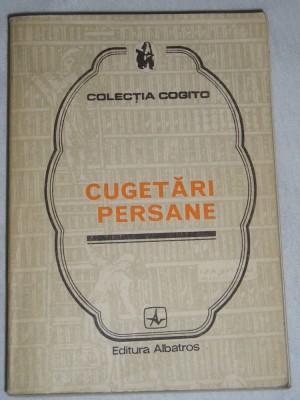 COLECȚIA COGITO
CUGETĂRI
PERSANE
Editura Albatros